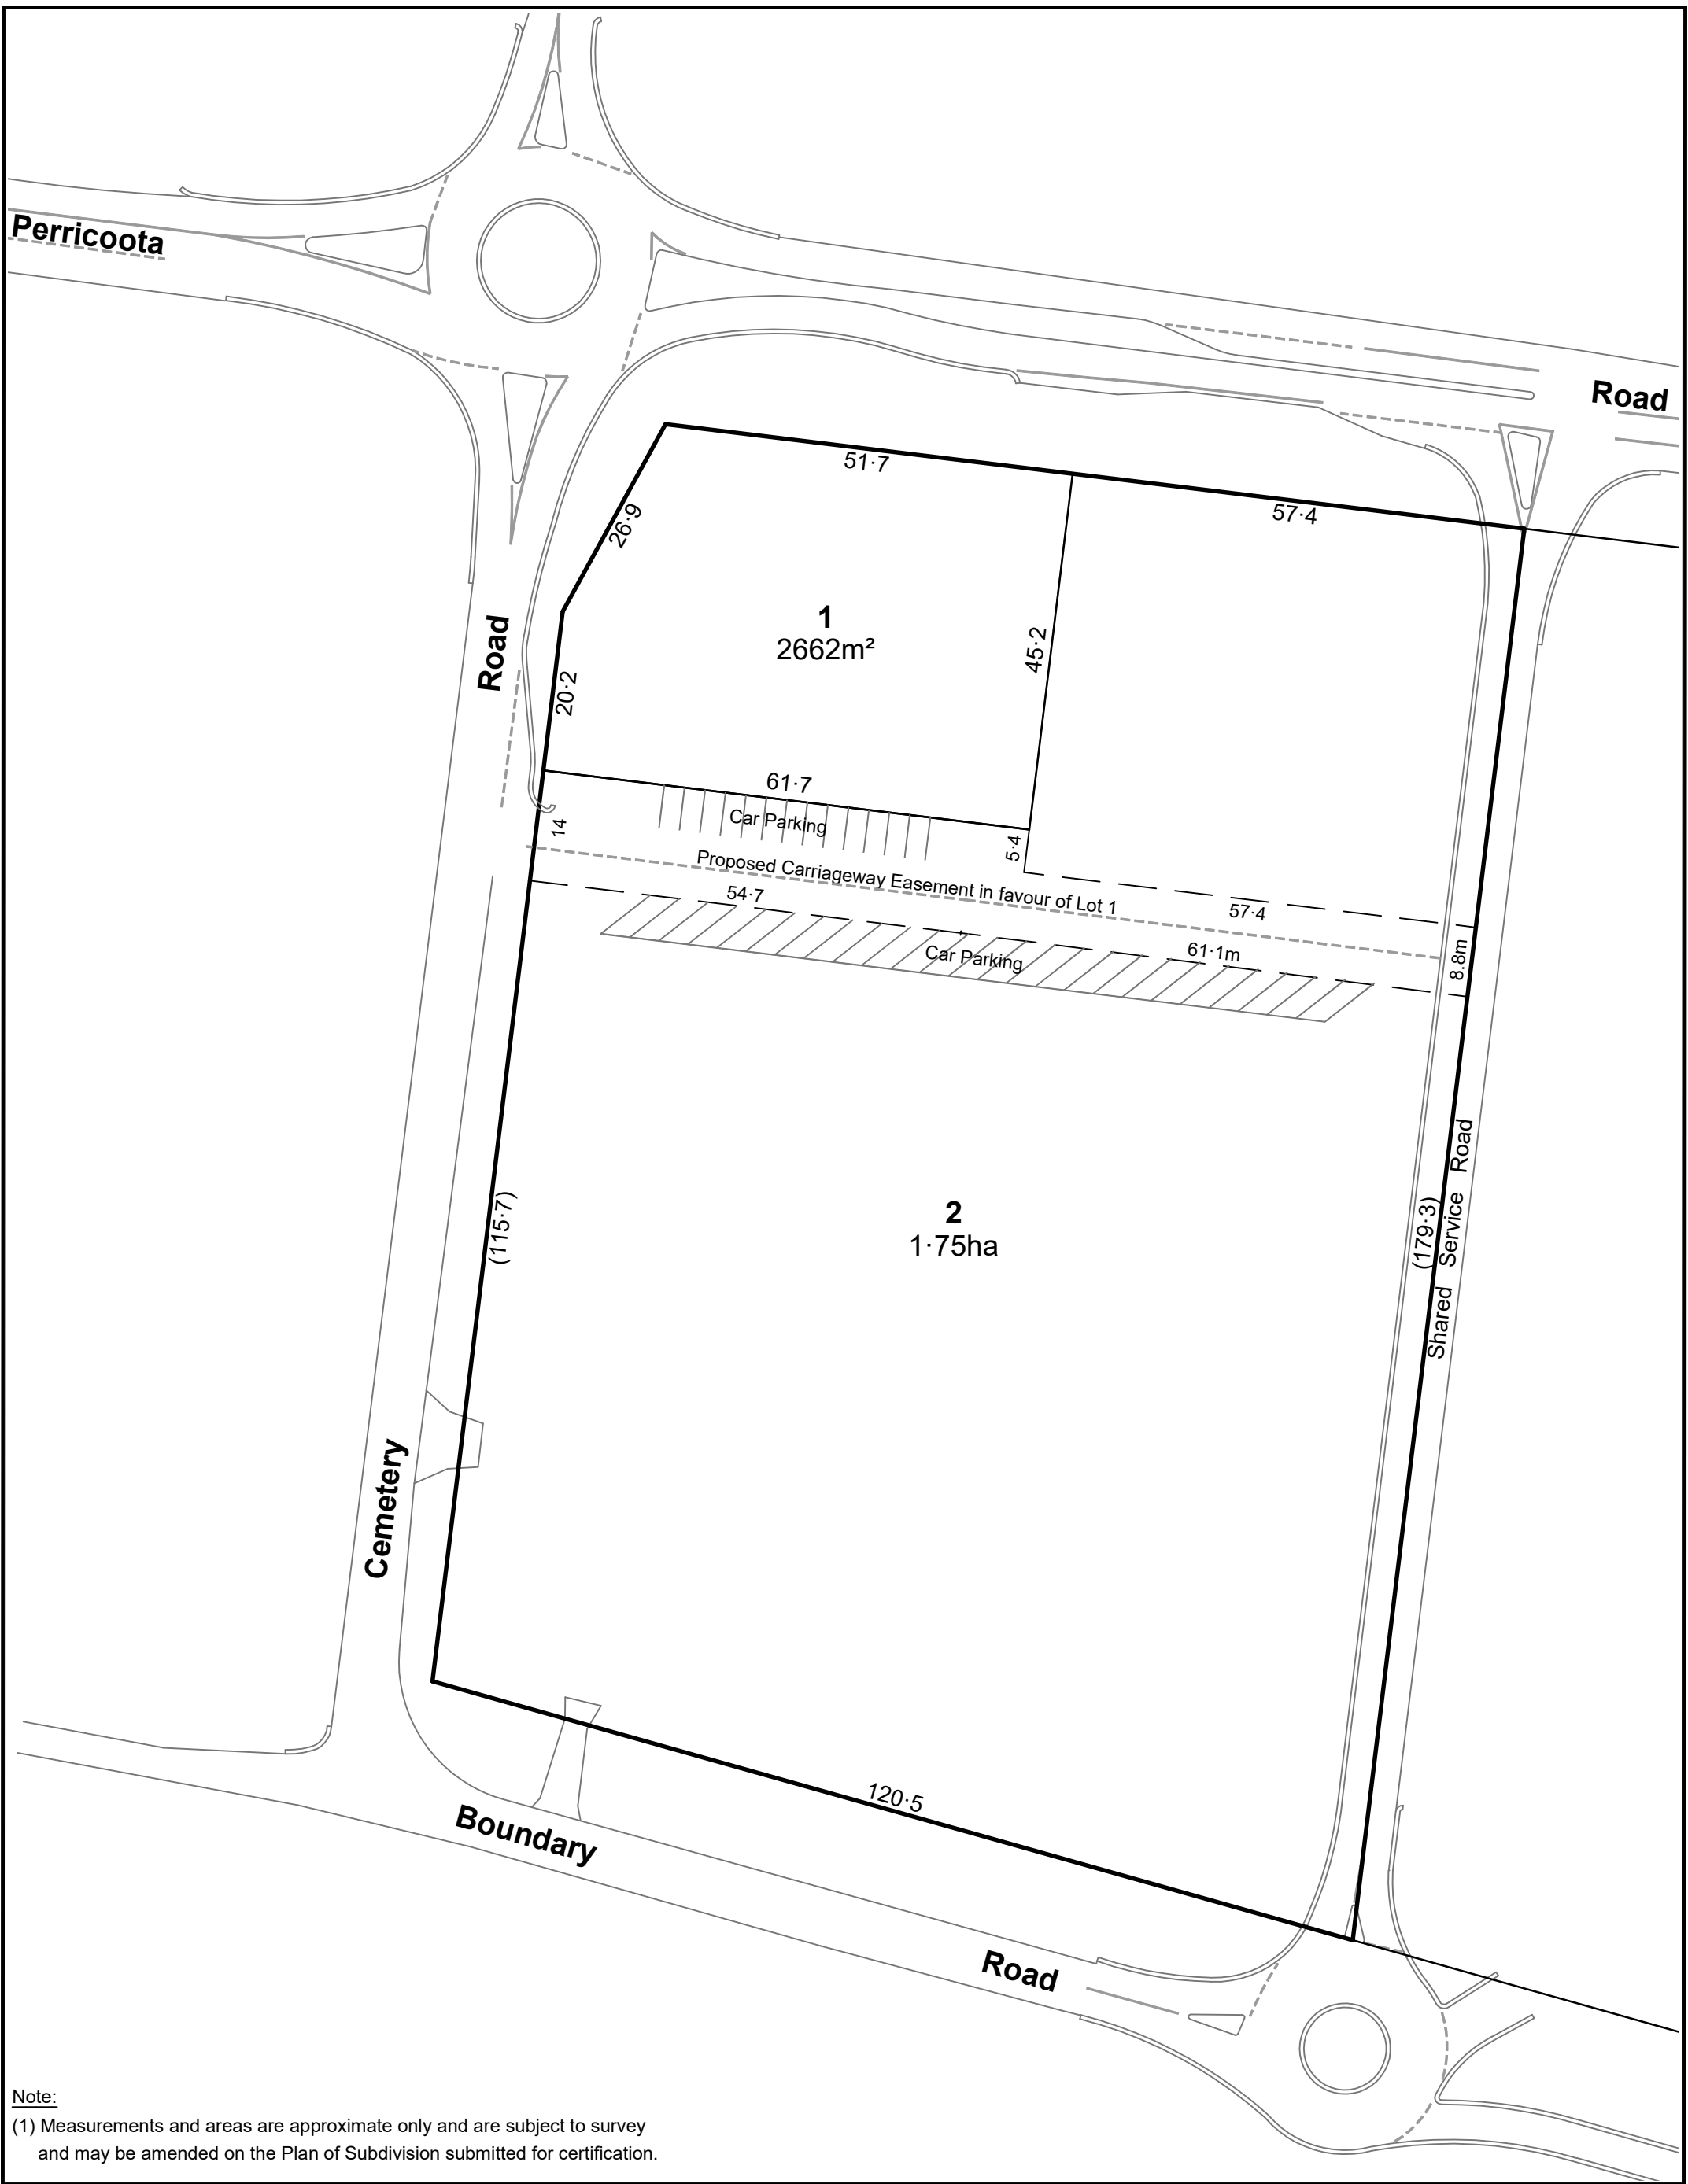 Perricoota
Road
51·7
57·4
26·9
1
2662m²
Road
45·2
20·2
61·7
Car Parking
14
5·4
Proposed Carriageway Easement in favour of Lot 1
54·7
57·4
Car Parking
61·1m
8.8m
(115·7)
2
1·75ha
(179·3)
Shared Service Road
Cemetery
120·5
Boundary
Road
Note:
(1) Measurements and areas are approximate only and are subject to survey
and may be amended on the Plan of Subdivision submitted for certification.